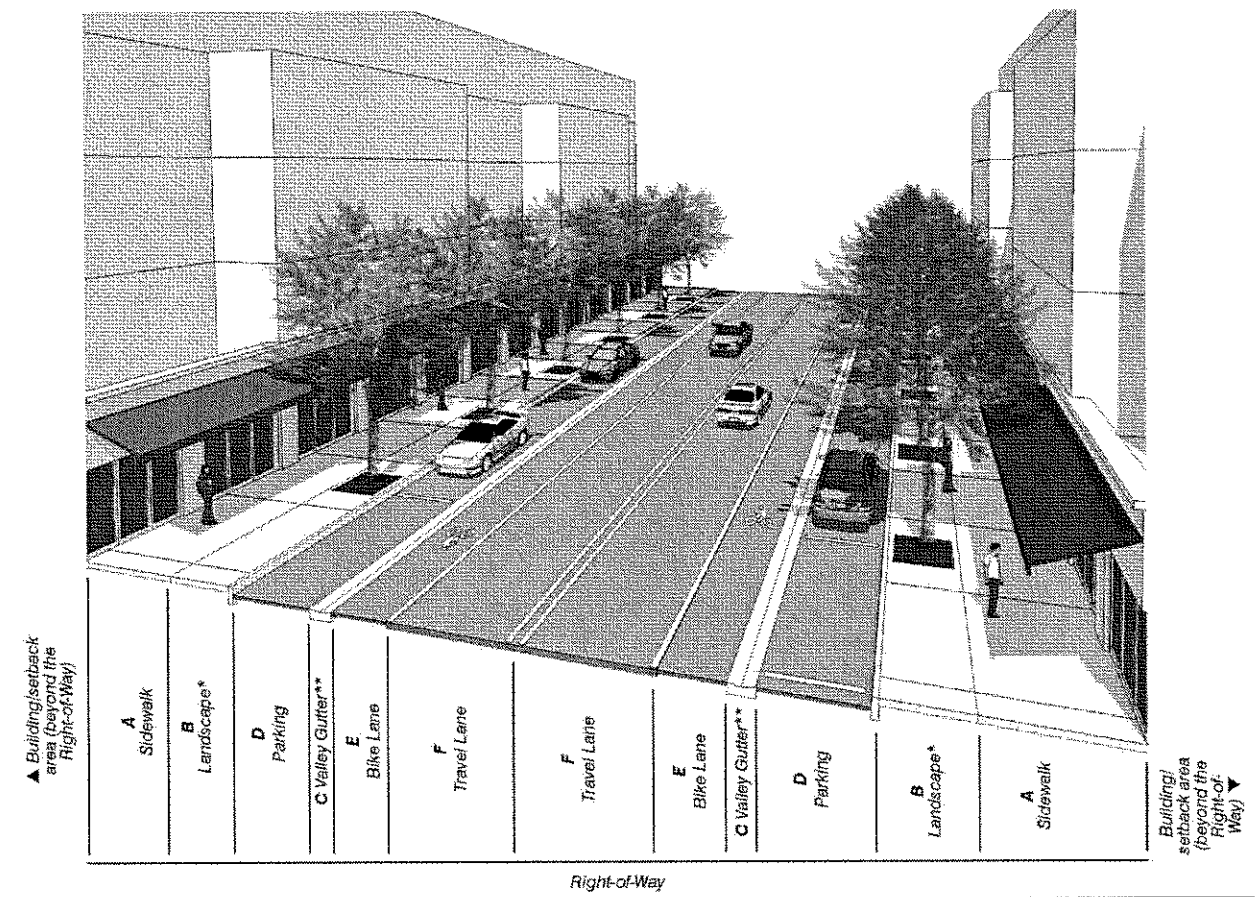 ▲ Building/setback
area (beyond the
Right-of-Way)
A
Sidewalk
B
Landscape*
D
Parking
C Valley Gutter**
E
Bike Lane
F
Travel Lane
F
Travel Lane
E
Bike Lane
C Valley Gutter**
D
Parking
B
Landscape*
A
Sidewalk
Building/
setback area
(beyond the
Right-of-
Way) ▼
Right-of-Way